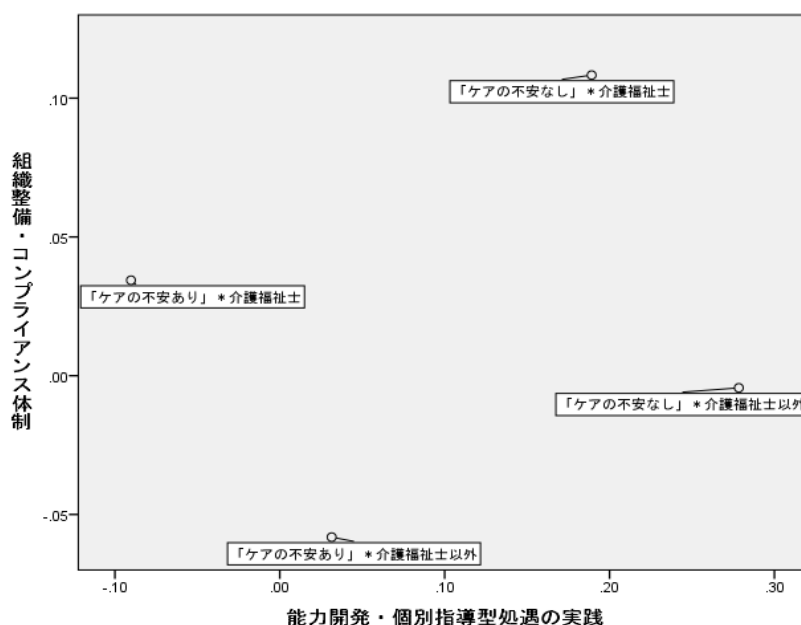 組織整備・コンプライアンス体制
.10
.05
.00
-.05
「ケアの不安なし」＊介護福祉士
「ケアの不安あり」＊介護福祉士
「ケアの不安なし」＊介護福祉士以外
「ケアの不安あり」＊介護福祉士以外
-.10
.00
.10
.20
.30
能力開発・個別指導型処遇の実践